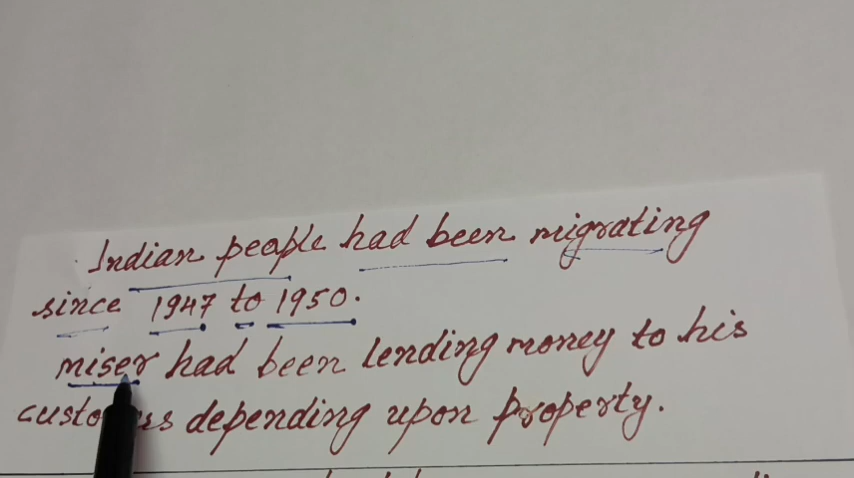 Indian people had been migrating
since 1947 to 1950.
miser had been lending money to his
depending upon property.